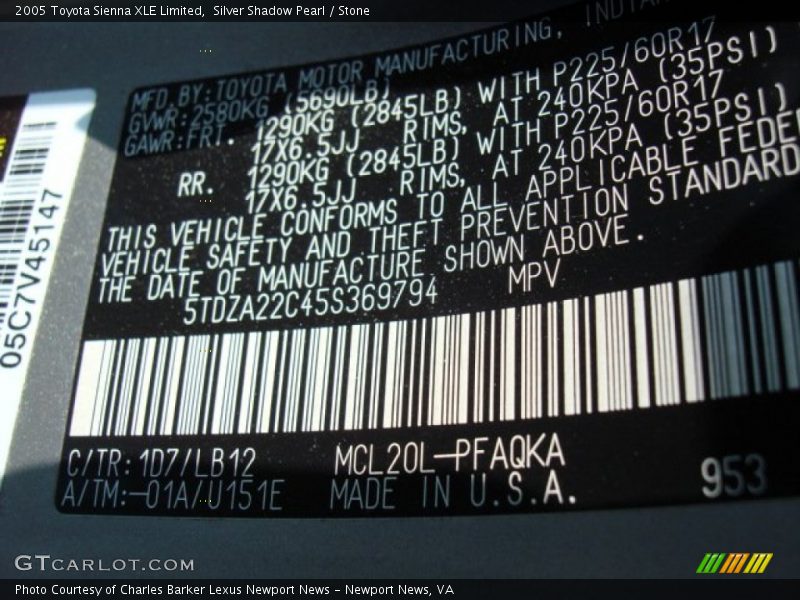 2005 Toyota Sienna XLE Limited, Silver Shadow Pearl / Stone
MFD.BY:TOYOTA MOTOR MANUFACTURING,
GVWR:2580KG (5690LB)
GAWR:FRT. 1290KG (2845LB) WITH P225/60R17
17X6.5JJ RIMS, AT 240KPA (35PSI)
RR. 1290KG (2845LB) WITH P225/60R17
17X6.5JJ RIMS, AT 240KPA (35PSI)
THIS VEHICLE CONFORMS TO ALL APPLICABLE
VEHICLE SAFETY AND THEFT PREVENTION STANDARD
THE DATE OF MANUFACTURE SHOWN ABOVE.
5TDZA22C45S369794 MPV
C/TR:1D7/LB12 MCL20L-PFAQKA
A/TM:-01A/U151E MADE IN U.S.A.
953
05C7V45147
GTCARLOT.COM
Photo Courtesy of Charles Barker Lexus Newport News - Newport News, VA